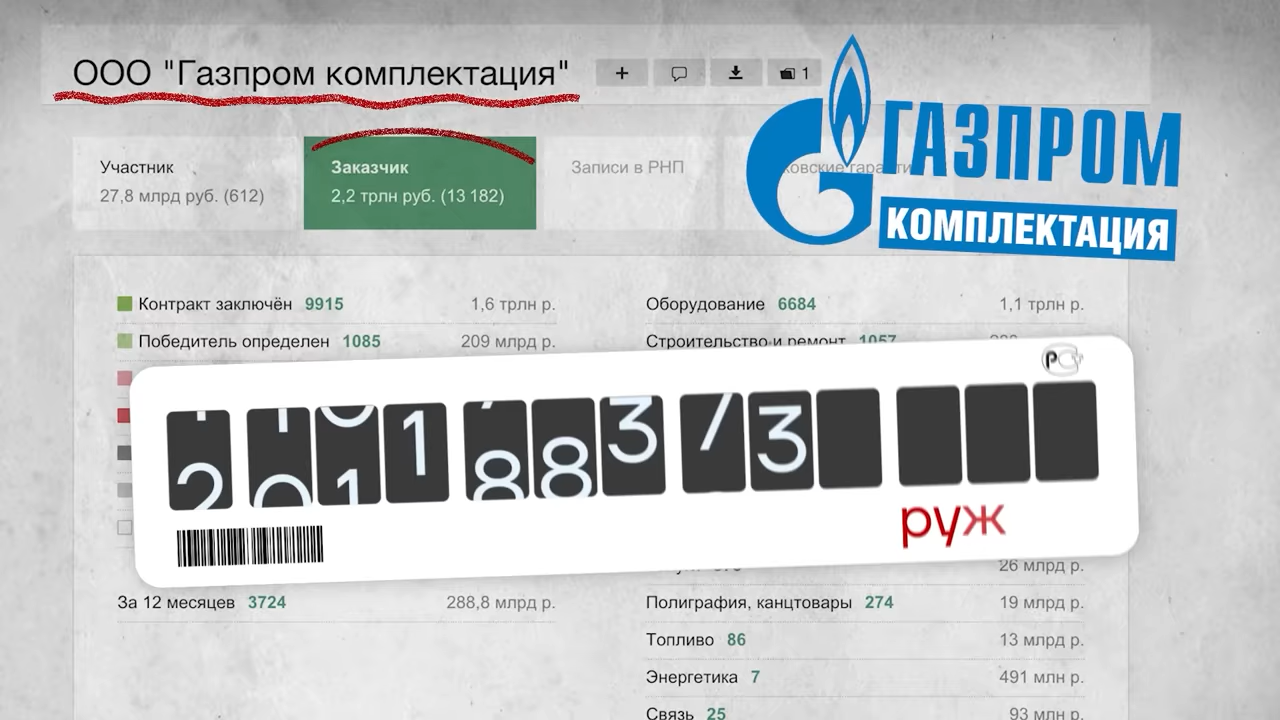 ООО "Газпром комплектация"
+ 1
ГАЗПРОМ
КОМПЛЕКТАЦИЯ
Участник
27,8 млрд руб. (612)
Заказчик
2,2 трлн руб. (13 182)
Записи в РНП
Контракт заключён 9915 1,6 трлн р.
Оборудование 6684 1,1 трлн р.
Победитель определен 1085 209 млрд р.
Строительство и ремонт 1057
руж
26 млрд р.
За 12 месяцев 3724 288,8 млрд р.
Полиграфия, канцтовары 274 19 млрд р.
Топливо 86 13 млрд р.
Энергетика 7 491 млн р.
Связь 25 93 млн р.